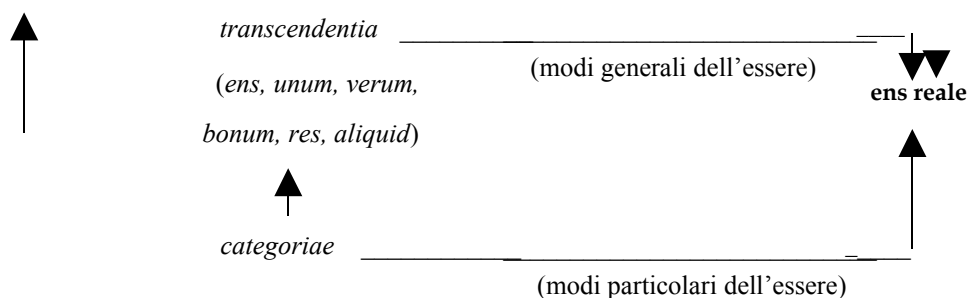 transcendentia
(modi generali dell’essere)
(ens, unum, verum,
ens reale
bonum, res, aliquid)
categoriae
(modi particolari dell’essere)